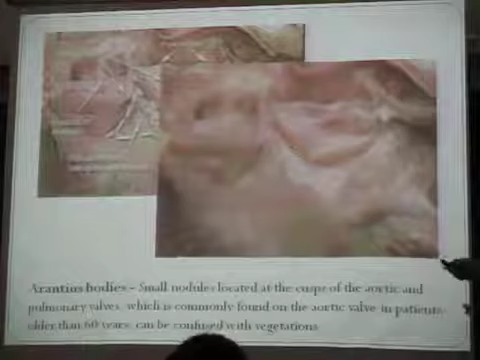 Arantius bodies – Small nodules located at the cusps of the aortic and
pulmonary valves, which is commonly found on the aortic valve in patients
older than 60 years, can be confused with vegetations